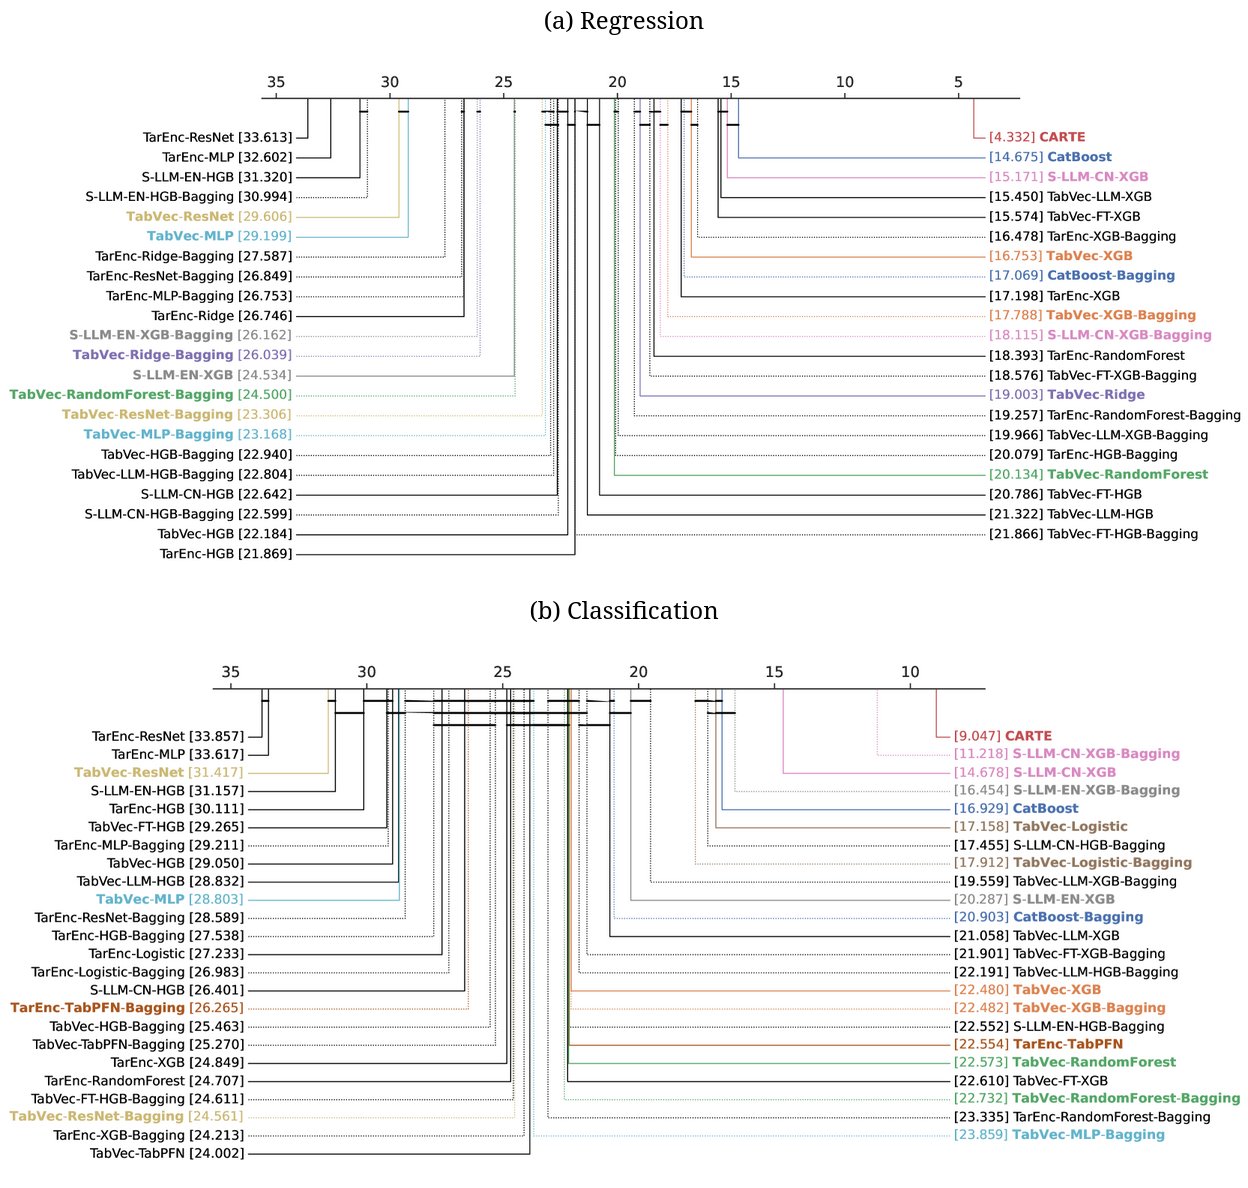 (a) Regression
35 30 25 20 15 10 5
TarEnc-ResNet [33.613]
TarEnc-MLP [32.602]
S-LLM-EN-HGB [31.320]
S-LLM-EN-HGB-Bagging [30.994]
TabVec-ResNet [29.606]
TabVec-MLP [29.199]
TarEnc-Ridge-Bagging [27.587]
TarEnc-ResNet-Bagging [26.849]
TarEnc-MLP-Bagging [26.753]
TarEnc-Ridge [26.746]
S-LLM-EN-XGB-Bagging [26.162]
TabVec-Ridge-Bagging [26.039]
S-LLM-EN-XGB [24.534]
TabVec-RandomForest-Bagging [24.500]
TabVec-ResNet-Bagging [23.306]
TabVec-MLP-Bagging [23.168]
TabVec-HGB-Bagging [22.940]
TabVec-LLM-HGB-Bagging [22.804]
S-LLM-CN-HGB [22.642]
S-LLM-CN-HGB-Bagging [22.599]
TabVec-HGB [22.184]
TarEnc-HGB [21.869]
[4.332] CARTE
[14.675] CatBoost
[15.171] S-LLM-CN-XGB
[15.450] TabVec-LLM-XGB
[15.574] TabVec-FT-XGB
[16.478] TarEnc-XGB-Bagging
[16.753] TabVec-XGB
[17.069] CatBoost-Bagging
[17.198] TarEnc-XGB
[17.788] TabVec-XGB-Bagging
[18.115] S-LLM-CN-XGB-Bagging
[18.393] TarEnc-RandomForest
[18.576] TabVec-FT-XGB-Bagging
[19.003] TabVec-Ridge
[19.257] TarEnc-RandomForest-Bagging
[19.966] TabVec-LLM-XGB-Bagging
[20.079] TarEnc-HGB-Bagging
[20.134] TabVec-RandomForest
[20.786] TabVec-FT-HGB
[21.322] TabVec-LLM-HGB
[21.866] TabVec-FT-HGB-Bagging
(b) Classification
35 30 25 20 15 10
TarEnc-ResNet [33.857]
TarEnc-MLP [33.617]
TabVec-ResNet [31.417]
S-LLM-EN-HGB [31.157]
TarEnc-HGB [30.111]
TabVec-FT-HGB [29.265]
TarEnc-MLP-Bagging [29.211]
TabVec-HGB [29.050]
TabVec-LLM-HGB [28.832]
TabVec-MLP [28.803]
TarEnc-ResNet-Bagging [28.589]
TarEnc-HGB-Bagging [27.538]
TarEnc-Logistic [27.233]
TarEnc-Logistic-Bagging [26.983]
S-LLM-CN-HGB [26.401]
TarEnc-TabPFN-Bagging [26.265]
TabVec-HGB-Bagging [25.463]
TabVec-TabPFN-Bagging [25.270]
TarEnc-XGB [24.849]
TarEnc-RandomForest [24.707]
TabVec-FT-HGB-Bagging [24.611]
TabVec-ResNet-Bagging [24.561]
TarEnc-XGB-Bagging [24.213]
TabVec-TabPFN [24.002]
[9.047] CARTE
[11.218] S-LLM-CN-XGB-Bagging
[14.678] S-LLM-CN-XGB
[16.454] S-LLM-EN-XGB-Bagging
[16.929] CatBoost
[17.158] TabVec-Logistic
[17.455] S-LLM-CN-HGB-Bagging
[17.912] TabVec-Logistic-Bagging
[19.559] TabVec-LLM-XGB-Bagging
[20.287] S-LLM-EN-XGB
[20.903] CatBoost-Bagging
[21.058] TabVec-LLM-XGB
[21.901] TabVec-FT-XGB-Bagging
[22.191] TabVec-LLM-HGB-Bagging
[22.480] TabVec-XGB
[22.482] TabVec-XGB-Bagging
[22.552] S-LLM-EN-HGB-Bagging
[22.554] TarEnc-TabPFN
[22.573] TabVec-RandomForest
[22.610] TabVec-FT-XGB
[22.732] TabVec-RandomForest-Bagging
[23.335] TarEnc-RandomForest-Bagging
[23.859] TabVec-MLP-Bagging